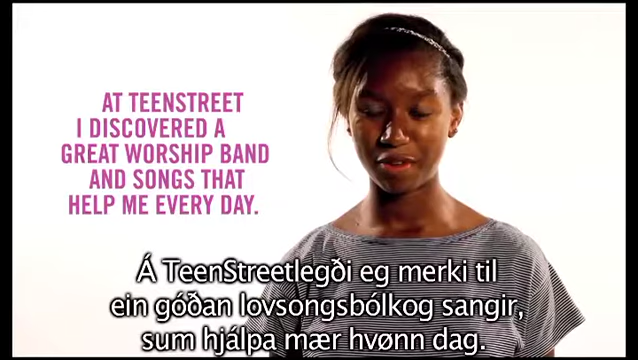 AT TEENSTREET
I DISCOVERED A
GREAT WORSHIP BAND
AND SONGS THAT
HELP ME EVERY DAY.
Á TeenStreetlegði eg merki til
ein góðan lovsongsbólkog sangir,
sum hjálpa mær hvønn dag.